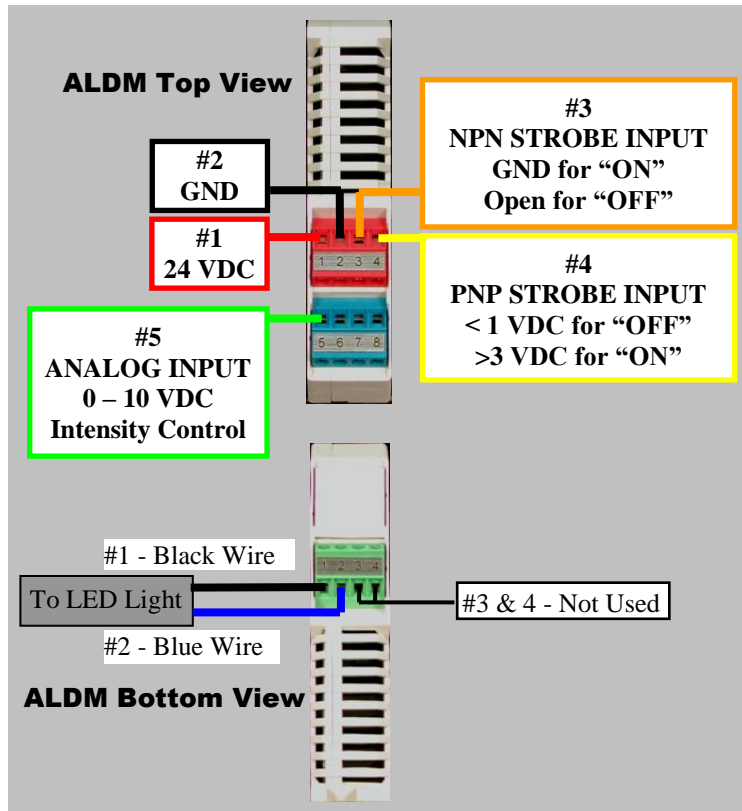 ALDM Top View
#3
NPN STROBE INPUT
GND for “ON”
Open for “OFF”
#2
GND
#1
24 VDC
#4
PNP STROBE INPUT
< 1 VDC for “OFF”
>3 VDC for “ON”
1 2 3 4
5 6 7 8
#5
ANALOG INPUT
0 – 10 VDC
Intensity Control
#1 - Black Wire
1 2 3 4
To LED Light
#3 & 4 - Not Used
#2 - Blue Wire
ALDM Bottom View